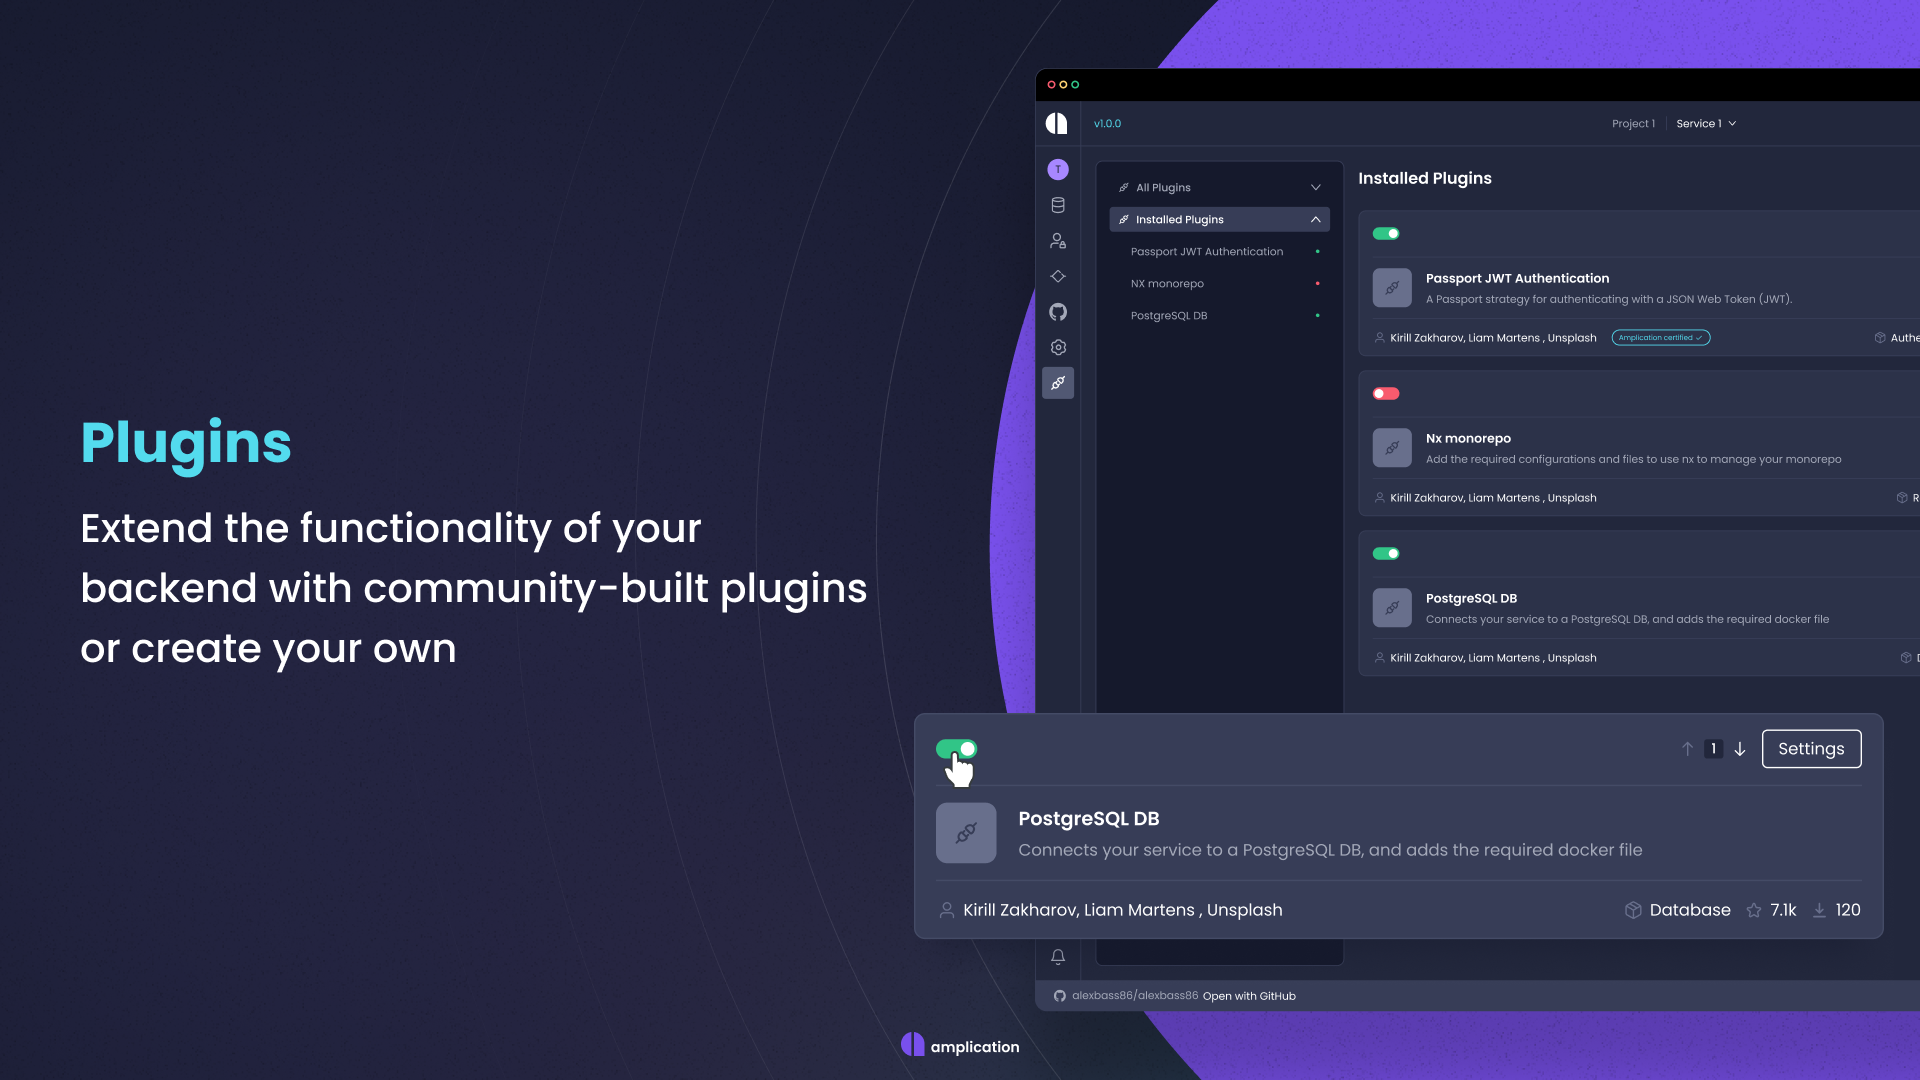 Plugins
Extend the functionality of your
backend with community-built plugins
or create your own
v1.0.0
Project 1
Service 1
T
All Plugins
Installed Plugins
Passport JWT Authentication
NX monorepo
PostgreSQL DB
Installed Plugins
Passport JWT Authentication
A Passport strategy for authenticating with a JSON Web Token (JWT).
Kirill Zakharov, Liam Martens , Unsplash
Amplication certified
Authe
Nx monorepo
Add the required configurations and files to use nx to manage your monorepo
Kirill Zakharov, Liam Martens , Unsplash
R
PostgreSQL DB
Connects your service to a PostgreSQL DB, and adds the required docker file
Kirill Zakharov, Liam Martens , Unsplash
1
Settings
PostgreSQL DB
Connects your service to a PostgreSQL DB, and adds the required docker file
Kirill Zakharov, Liam Martens , Unsplash
Database
7.1k
120
alexbass86/alexbass86 Open with GitHub
amplication